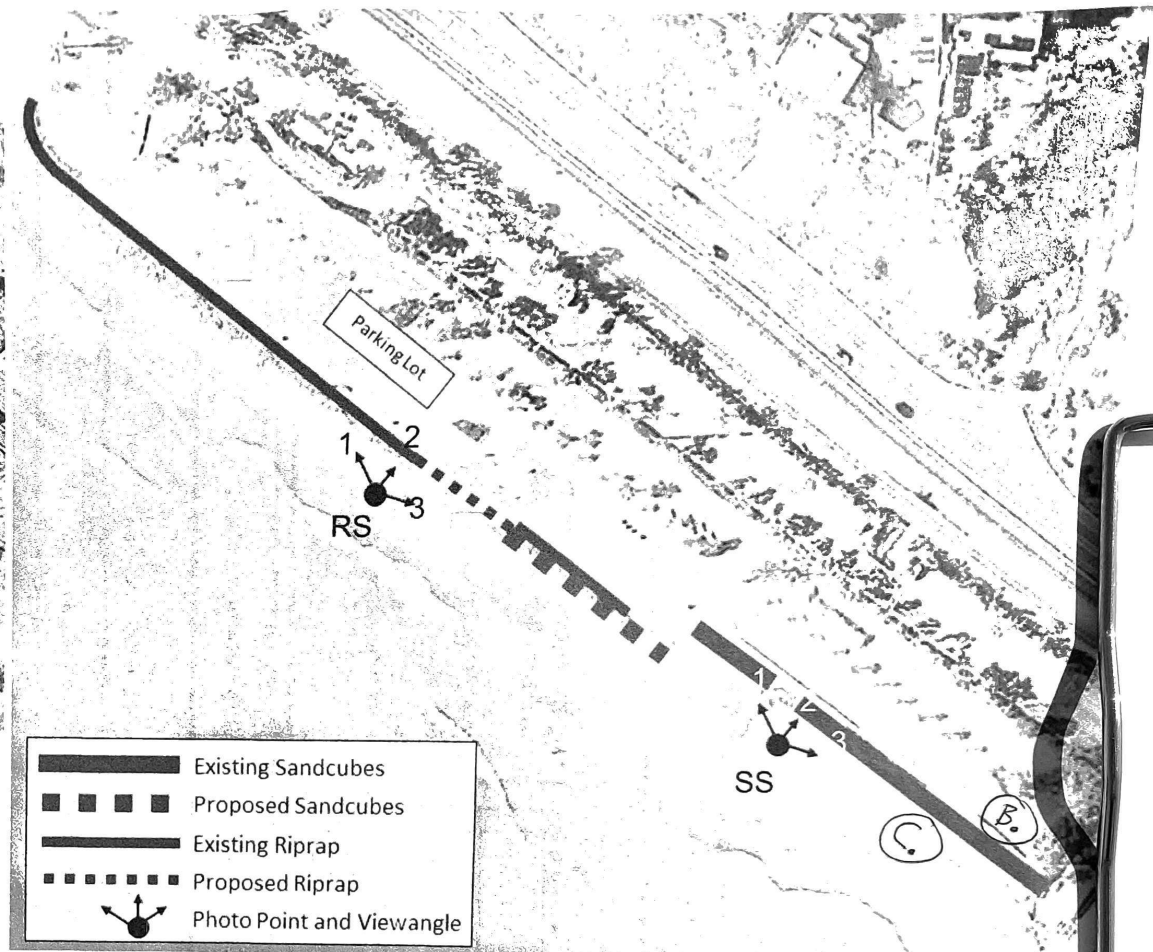 Parking Lot
1
2
3
RS
1
2
3
SS
C.
B.
Existing Sandcubes
Proposed Sandcubes
Existing Riprap
Proposed Riprap
Photo Point and Viewangle